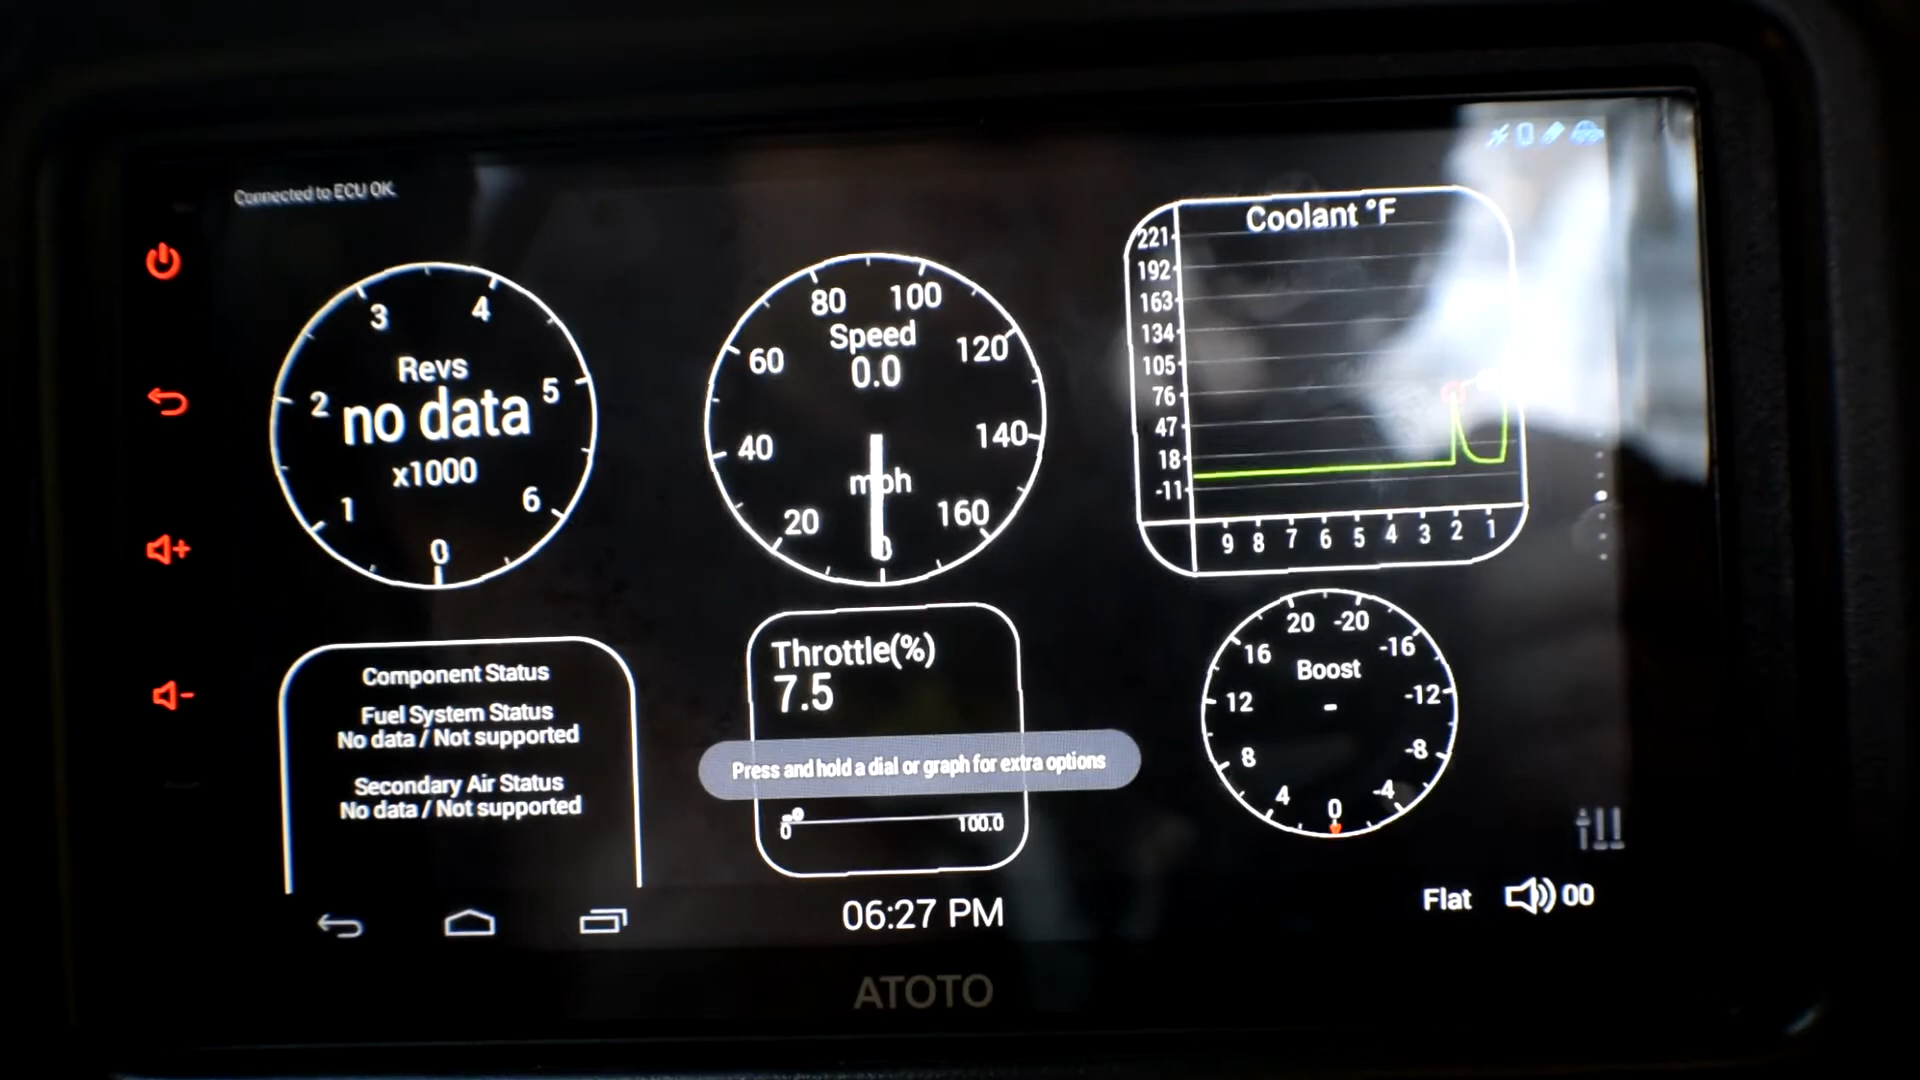 Connected to ECU OK.
3
4
2
5
1
6
0
Revs
no data
x1000
80
100
60
120
40
140
20
160
Speed
0.0
mph
Coolant °F
221
192
163
134
105
76
47
18
-11
9 8 7 6 5 4 3 2 1
Component Status
Fuel System Status
No data / Not supported
Secondary Air Status
No data / Not supported
Throttle(%)
7.5
Press and hold a dial or graph for extra options
0
100.0
20 -20
16
-16
12
-12
8
-8
4
-4
0
Boost
-
06:27 PM
Flat
00
ATOTO